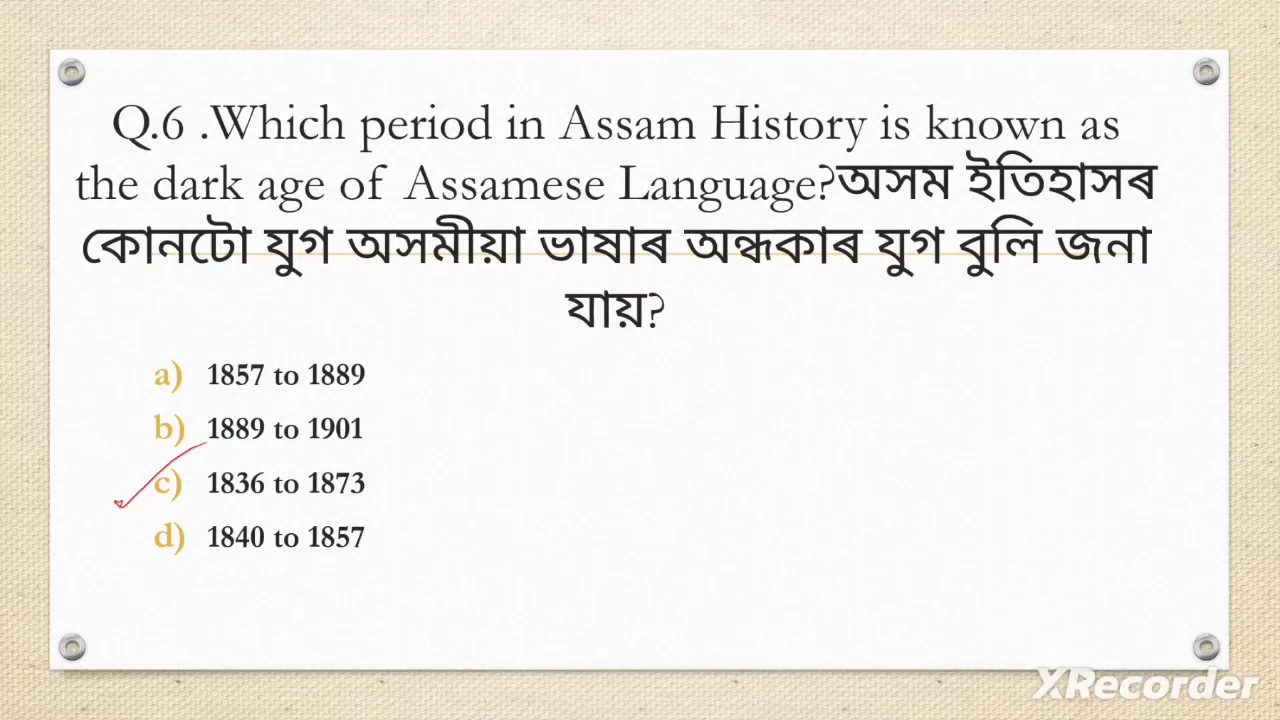 Q.6 .Which period in Assam History is known as
the dark age of Assamese Language?অসম ইতিহাসৰ
কোনটো যুগ অসমীয়া ভাষাৰ অন্ধকাৰ যুগ বুলি জনা
যায়?
a) 1857 to 1889
b) 1889 to 1901
c) 1836 to 1873
d) 1840 to 1857
XRecorder